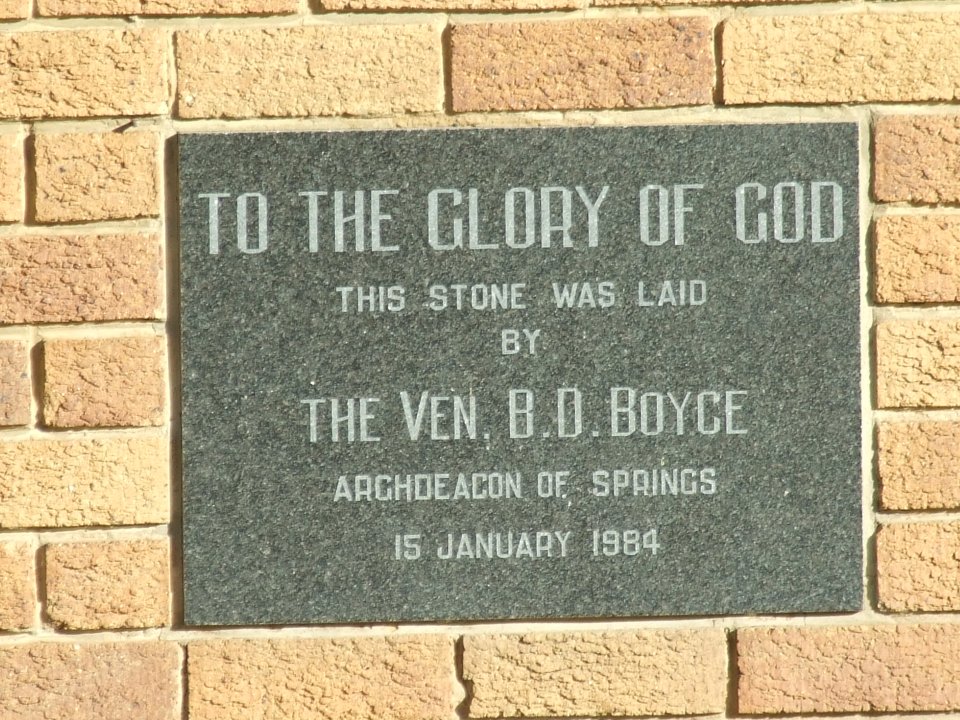 TO THE GLORY OF GOD
THIS STONE WAS LAID
BY
THE VEN. B.D. BOYCE
ARCHDEACON OF SPRINGS
15 JANUARY 1984